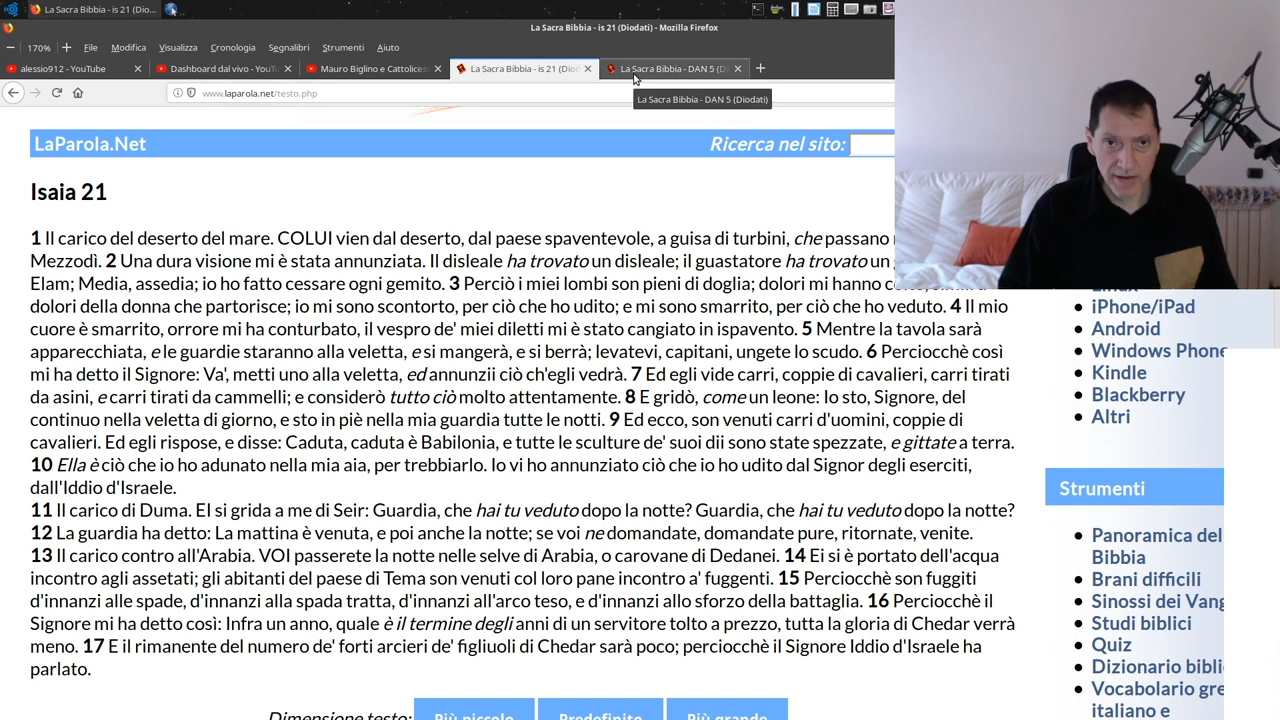 La Sacra Bibbia - is 21 (Dio...
La Sacra Bibbia - is 21 (Diodati) - Mozilla Firefox
170% File Modifica Visualizza Cronologia Segnalibri Strumenti Aiuto
alessio912 - YouTube
Dashboard dal vivo - YouT
Mauro Biglino e Cattolices
La Sacra Bibbia - is 21 (Diod
La Sacra Bibbia - DAN 5 (Di
www.laparola.net/testo.php
La Sacra Bibbia - DAN 5 (Diodati)
LaParola.Net
Ricerca nel sito:
Isaia 21
1 Il carico del deserto del mare. COLUI vien dal deserto, dal paese spaventevole, a guisa di turbini, che passano
Mezzodì. 2 Una dura visione mi è stata annunziata. Il disleale ha trovato un disleale; il guastatore ha trovato un
Elam; Media, assedia; io ho fatto cessare ogni gemito. 3 Perciò i miei lombi son pieni di doglia; dolori mi hanno
dolori della donna che partorisce; io mi sono scontorto, per ciò che ho udito; e mi sono smarrito, per ciò che ho veduto. 4 Il mio
cuore è smarrito, orrore mi ha conturbato, il vespro de' miei diletti mi è stato cangiato in ispavento. 5 Mentre la tavola sarà
apparecchiata, e le guardie staranno alla veletta, e si mangerà, e si berrà; levatevi, capitani, ungete lo scudo. 6 Perciocchè così
mi ha detto il Signore: Va', metti uno alla veletta, ed annunzii ciò ch'egli vedrà. 7 Ed egli vide carri, coppie di cavalieri, carri tirati
da asini, e carri tirati da cammelli; e considerò tutto ciò molto attentamente. 8 E gridò, come un leone: Io sto, Signore, del
continuo nella veletta di giorno, e sto in piè nella mia guardia tutte le notti. 9 Ed ecco, son venuti carri d'uomini, coppie di
cavalieri. Ed egli rispose, e disse: Caduta, caduta è Babilonia, e tutte le sculture de' suoi dii sono state spezzate, e gittate a terra.
10 Ella è ciò che io ho adunato nella mia aia, per trebbiarlo. Io vi ho annunziato ciò che io ho udito dal Signor degli eserciti,
dall'Iddio d'Israele.
11 Il carico di Duma. EI si grida a me di Seir: Guardia, che hai tu veduto dopo la notte? Guardia, che hai tu veduto dopo la notte?
12 La guardia ha detto: La mattina è venuta, e poi anche la notte; se voi ne domandate, domandate pure, ritornate, venite.
13 Il carico contro all'Arabia. VOI passerete la notte nelle selve di Arabia, o carovane di Dedanei. 14 Ei si è portato dell'acqua
incontro agli assetati; gli abitanti del paese di Tema son venuti col loro pane incontro a' fuggenti. 15 Perciocchè son fuggiti
d'innanzi alle spade, d'innanzi alla spada tratta, d'innanzi all'arco teso, e d'innanzi allo sforzo della battaglia. 16 Perciocchè il
Signore mi ha detto così: Infra un anno, quale è il termine degli anni di un servitore tolto a prezzo, tutta la gloria di Chedar verrà
meno. 17 E il rimanente del numero de' forti arcieri de' figliuoli di Chedar sarà poco; perciocchè il Signore Iddio d'Israele ha
parlato.
Dimensione testo: Più piccolo Predefinito Più grande
iPhone/iPad
Android
Windows Phone
Kindle
Blackberry
Altri
Strumenti
Panoramica del
Bibbia
Brani difficili
Sinossi dei Vang
Studi biblici
Quiz
Dizionario bibli
Vocabolario gre
italiano e